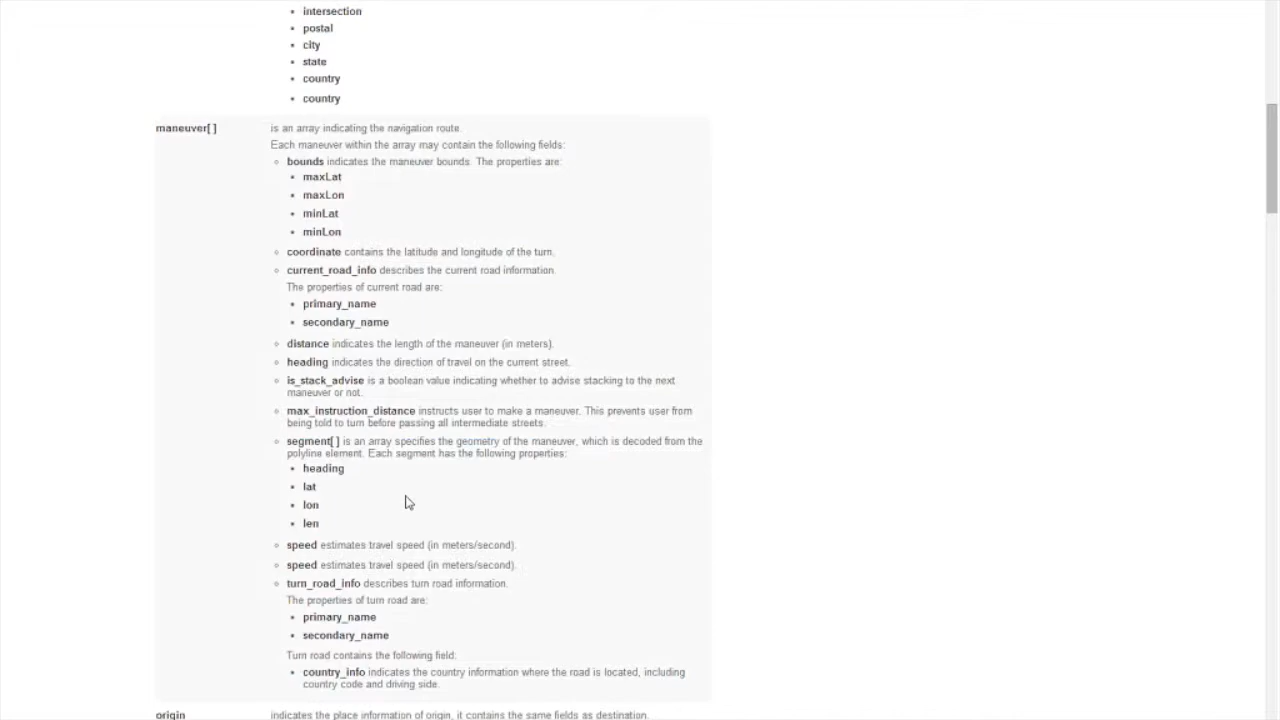 intersection
postal
city
state
country
country
maneuver[ ] is an array indicating the navigation route.
Each maneuver within the array may contain the following fields:
bounds indicates the maneuver bounds. The properties are:
maxLat
maxLon
minLat
minLon
coordinate contains the latitude and longitude of the turn.
current_road_info describes the current road information.
The properties of current road are:
primary_name
secondary_name
distance indicates the length of the maneuver (in meters).
heading indicates the direction of travel on the current street.
is_stack_advise is a boolean value indicating whether to advise stacking to the next
maneuver or not.
max_instruction_distance instructs user to make a maneuver. This prevents user from
being told to turn before passing all intermediate streets.
segment[ ] is an array specifies the geometry of the maneuver, which is decoded from the
polyline element. Each segment has the following properties:
heading
lat
lon
len
speed estimates travel speed (in meters/second).
speed estimates travel speed (in meters/second).
turn_road_info describes turn road information.
The properties of turn road are:
primary_name
secondary_name
Turn road contains the following field:
country_info indicates the country information where the road is located, including
country code and driving side.
origin indicates the place information of origin, it contains the same fields as destination.